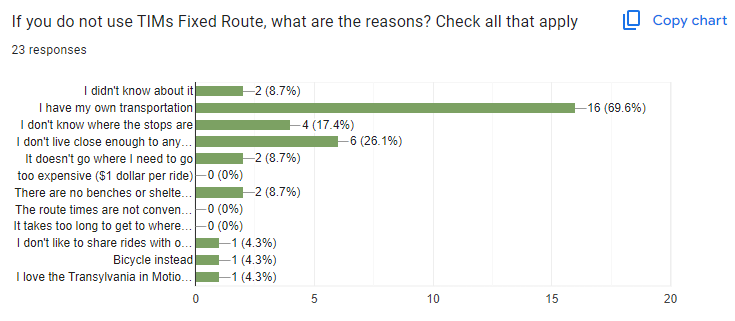 If you do not use TIMs Fixed Route, what are the reasons? Check all that apply
Copy chart
23 responses
I didn't know about it 2 (8.7%)
I have my own transportation 16 (69.6%)
I don't know where the stops are 4 (17.4%)
I don't live close enough to any... 6 (26.1%)
It doesn't go where I need to go 2 (8.7%)
too expensive ($1 dollar per ride) 0 (0%)
There are no benches or shelte... 2 (8.7%)
The route times are not conven... 0 (0%)
It takes too long to get to where... 0 (0%)
I don't like to share rides with o... 1 (4.3%)
Bicycle instead 1 (4.3%)
I love the Transylvania in Motio... 1 (4.3%)
0 5 10 15 20